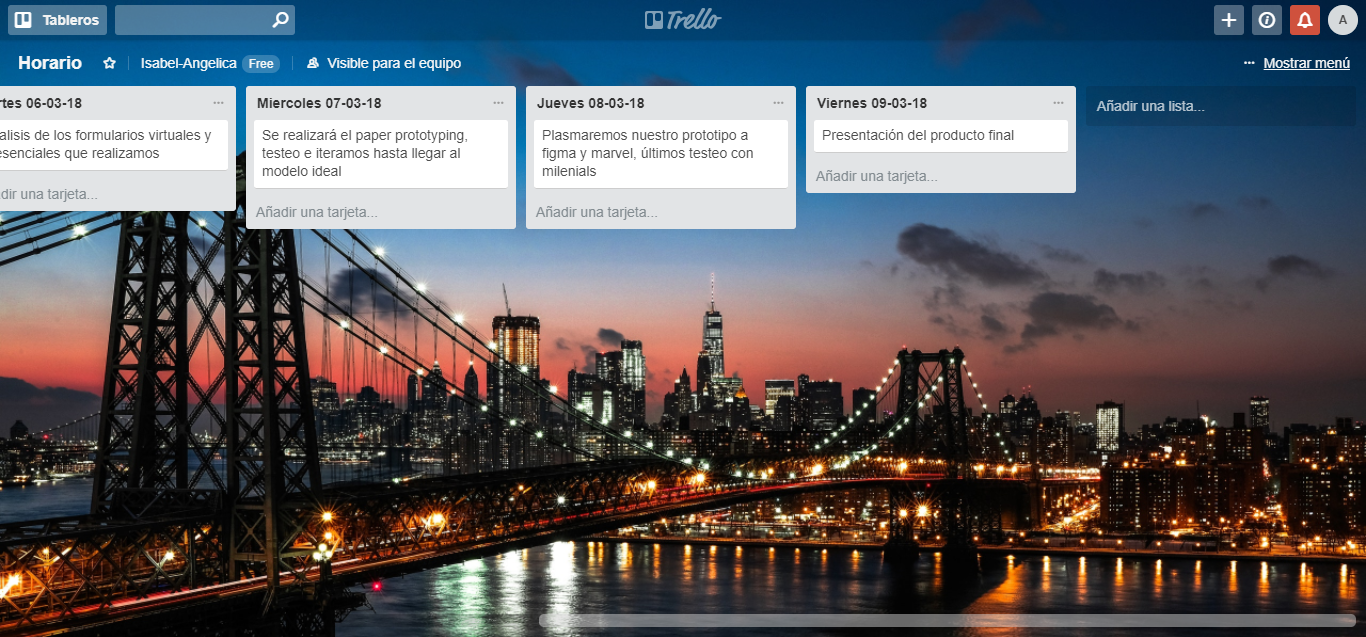 Tableros
Trello
A
Horario
Isabel-Angelica Free
Visible para el equipo
··· Mostrar menú
rtes 06-03-18
alisis de los formularios virtuales y
esenciales que realizamos
dir una tarjeta...
Miercoles 07-03-18
Se realizará el paper prototyping,
testeo e iteramos hasta llegar al
modelo ideal
Añadir una tarjeta...
Jueves 08-03-18
Plasmaremos nuestro prototipo a
figma y marvel, últimos testeo con
milenials
Añadir una tarjeta...
Viernes 09-03-18
Presentación del producto final
Añadir una tarjeta...
Añadir una lista...